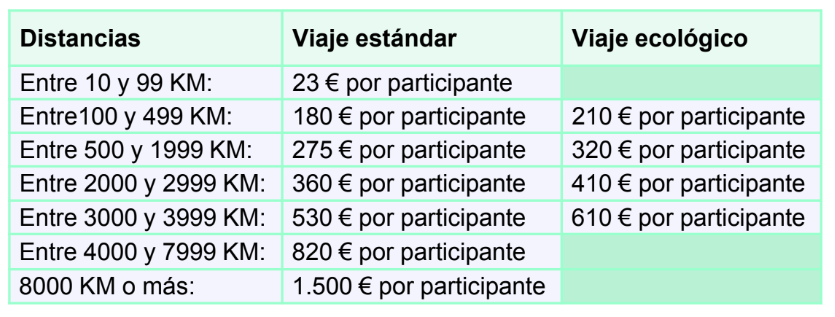 Distancias Viaje estándar Viaje ecológico
Entre 10 y 99 KM: 23 € por participante
Entre100 y 499 KM: 180 € por participante 210 € por participante
Entre 500 y 1999 KM: 275 € por participante 320 € por participante
Entre 2000 y 2999 KM: 360 € por participante 410 € por participante
Entre 3000 y 3999 KM: 530 € por participante 610 € por participante
Entre 4000 y 7999 KM: 820 € por participante
8000 KM o más: 1.500 € por participante